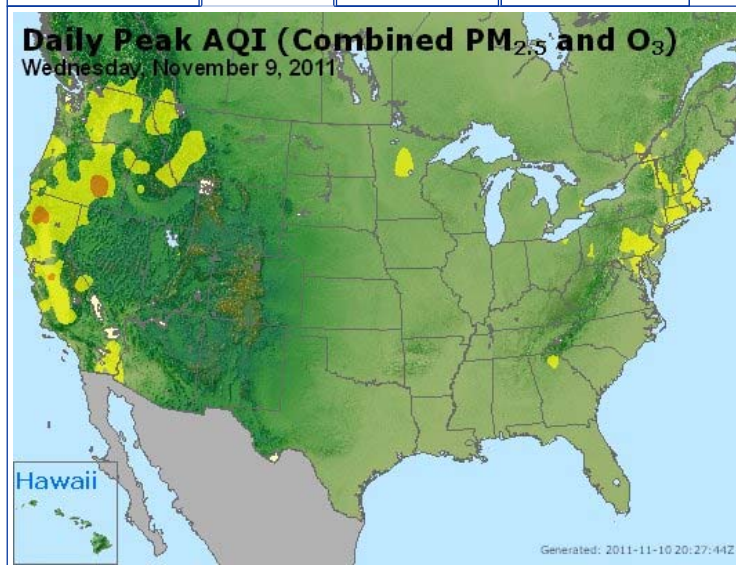 Daily Peak AQI (Combined PM2.5 and O3)
Wednesday, November 9, 2011
Hawaii
Generated: 2011-11-10 20:27:44Z